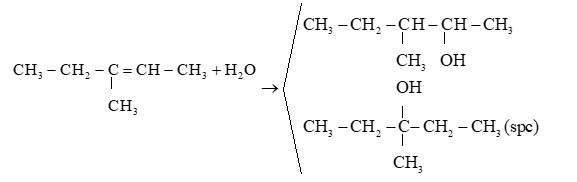 CH₃ – CH₂ – CH – CH – CH₃
CH₃ OH
CH₃ – CH₂ – C = CH – CH₃ + H₂O
CH₃
→
OH
CH₃ – CH₂ – C – CH₂ – CH₃ (spc)
CH₃